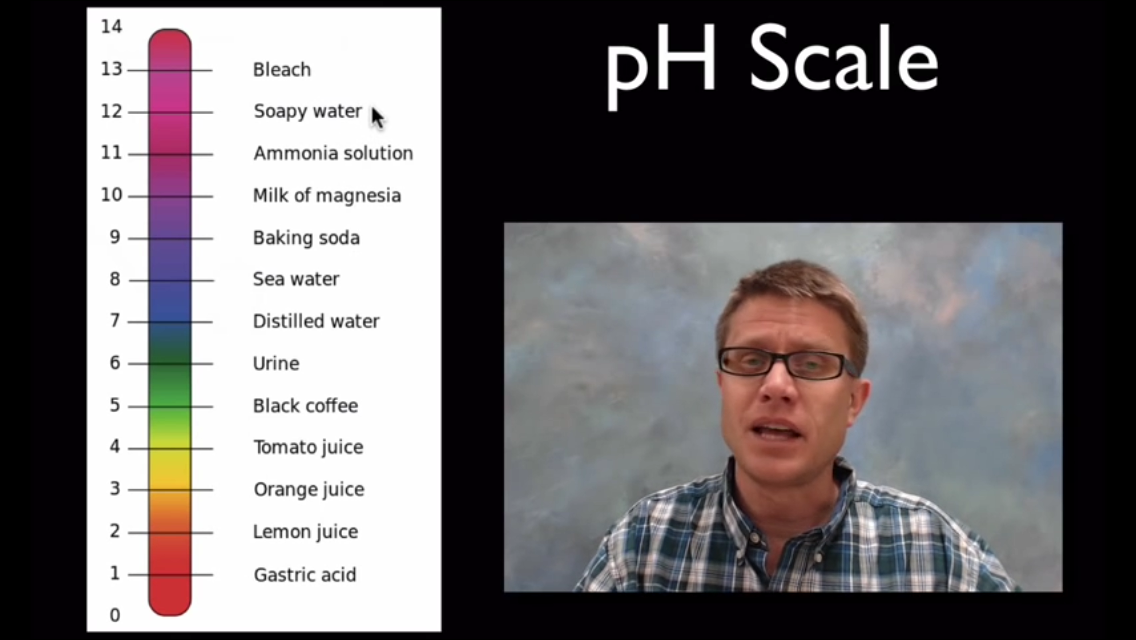 pH Scale
14
13 Bleach
12 Soapy water
11 Ammonia solution
10 Milk of magnesia
9 Baking soda
8 Sea water
7 Distilled water
6 Urine
5 Black coffee
4 Tomato juice
3 Orange juice
2 Lemon juice
1 Gastric acid
0